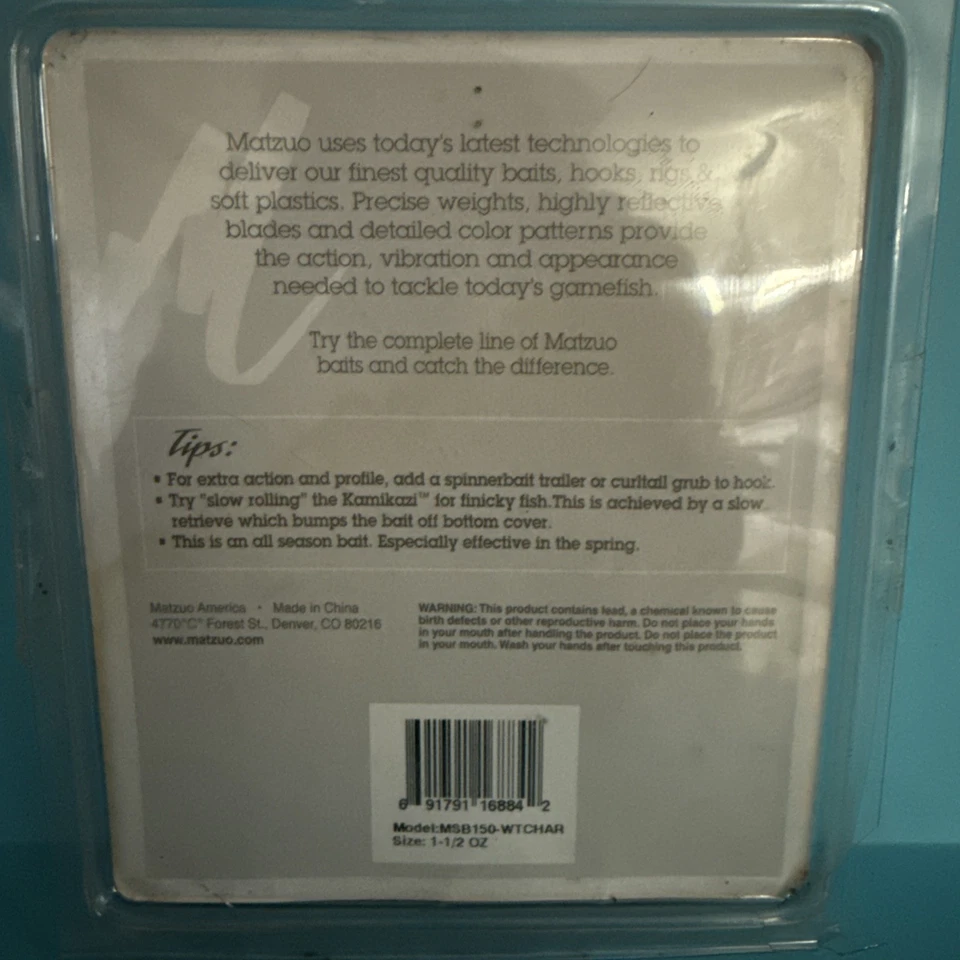 Matzuo uses today's latest technologies to
deliver our finest quality baits, hooks, rigs &
soft plastics. Precise weights, highly reflective
blades and detailed color patterns provide
the action, vibration and appearance
needed to tackle today's gamefish.
Try the complete line of Matzuo
baits and catch the difference.
Tips:
▪ For extra action and profile, add a spinnerbait trailer or curltail grub to hook.
▪ Try "slow rolling" the Kamikazi™ for finicky fish.This is achieved by a slow
retrieve which bumps the bait off bottom cover.
▪ This is an all season bait. Especially effective in the spring.
Matzuo America • Made in China
4770"C" Forest St., Denver, CO 80216
www.matzuo.com
WARNING: This product contains lead, a chemical known to cause
birth defects or other reproductive harm. Do not place your hands
in your mouth after handling the product. Do not place the product
in your mouth. Wash your hands after touching this product.
6 91791 16884 2
Model:MSB150-WTCHAR
Size: 1-1/2 OZ